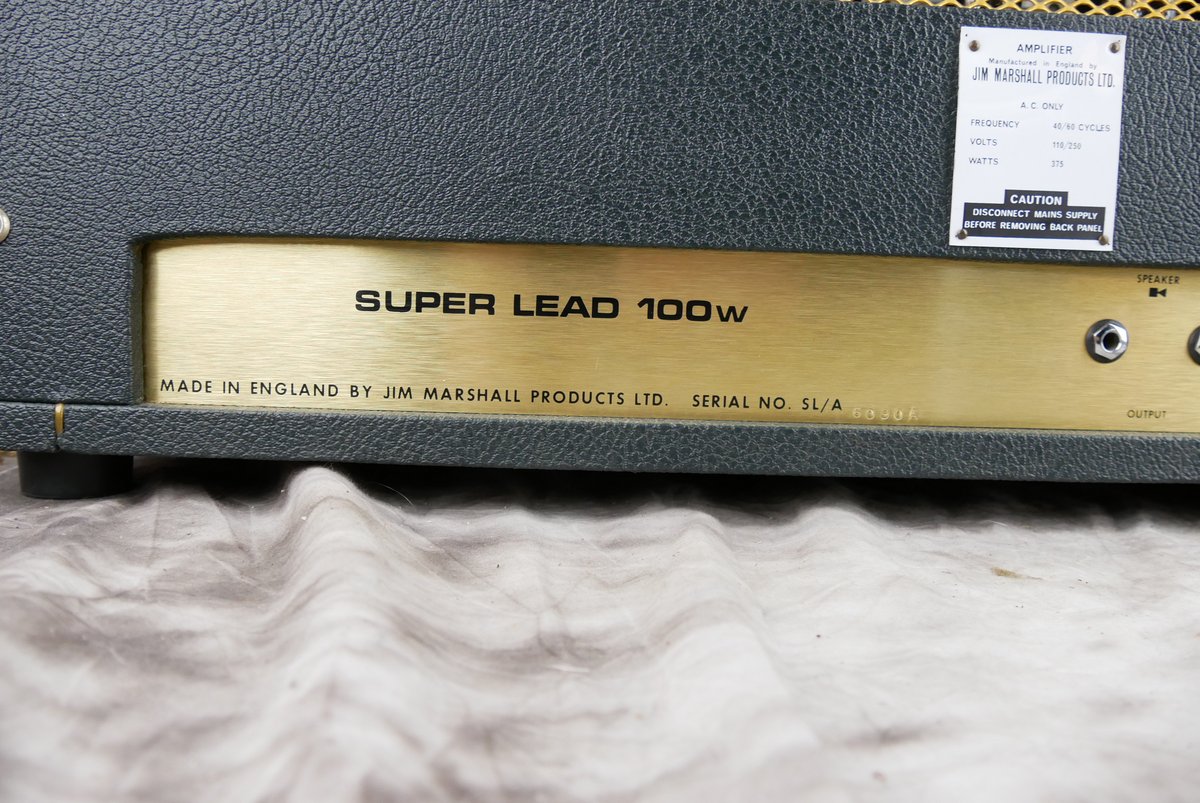 AMPLIFIER
Manufactured in England by
JIM MARSHALL PRODUCTS LTD.
A.C. ONLY
FREQUENCY 40/60 CYCLES
VOLTS 110/250
WATTS 375
CAUTION
DISCONNECT MAINS SUPPLY
BEFORE REMOVING BACK PANEL
SPEAKER
SUPER LEAD 100W
MADE IN ENGLAND BY JIM MARSHALL PRODUCTS LTD. SERIAL NO. SL/A 6090A
OUTPUT